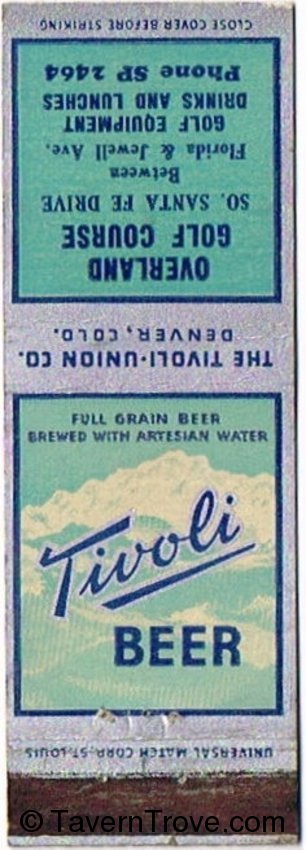 CLOSE COVER BEFORE STRIKING
OVERLAND
GOLF COURSE
SO. SANTA FE DRIVE
Between
Florida & Jewell Ave.
GOLF EQUIPMENT
DRINKS AND LUNCHES
Phone SP 2464
THE TIVOLI-UNION CO.
DENVER, COLO.
FULL GRAIN BEER
BREWED WITH ARTESIAN WATER
Tivoli
BEER
UNIVERSAL MATCH CORP., ST. LOUIS
© TavernTrove.com